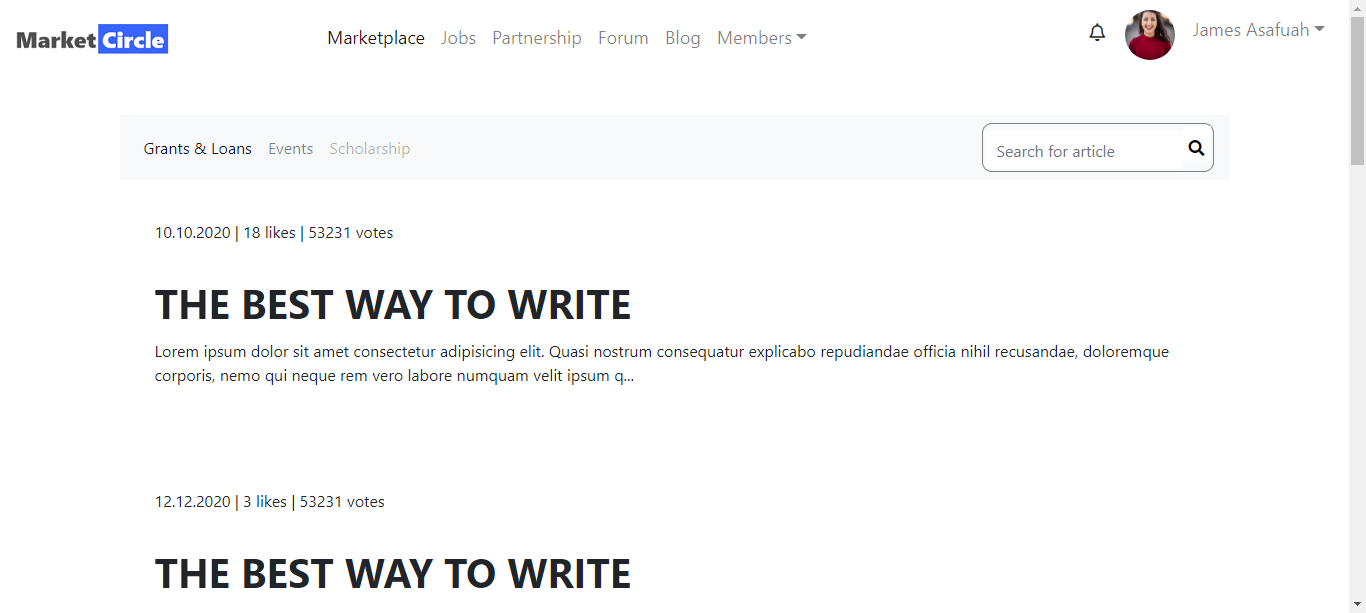 Market Circle
Marketplace Jobs Partnership Forum Blog Members
James Asafuah
Grants & Loans Events Scholarship
Search for article
10.10.2020 | 18 likes | 53231 votes
THE BEST WAY TO WRITE
Lorem ipsum dolor sit amet consectetur adipisicing elit. Quasi nostrum consequatur explicabo repudiandae officia nihil recusandae, doloremque
corporis, nemo qui neque rem vero labore numquam velit ipsum q...
12.12.2020 | 3 likes | 53231 votes
THE BEST WAY TO WRITE